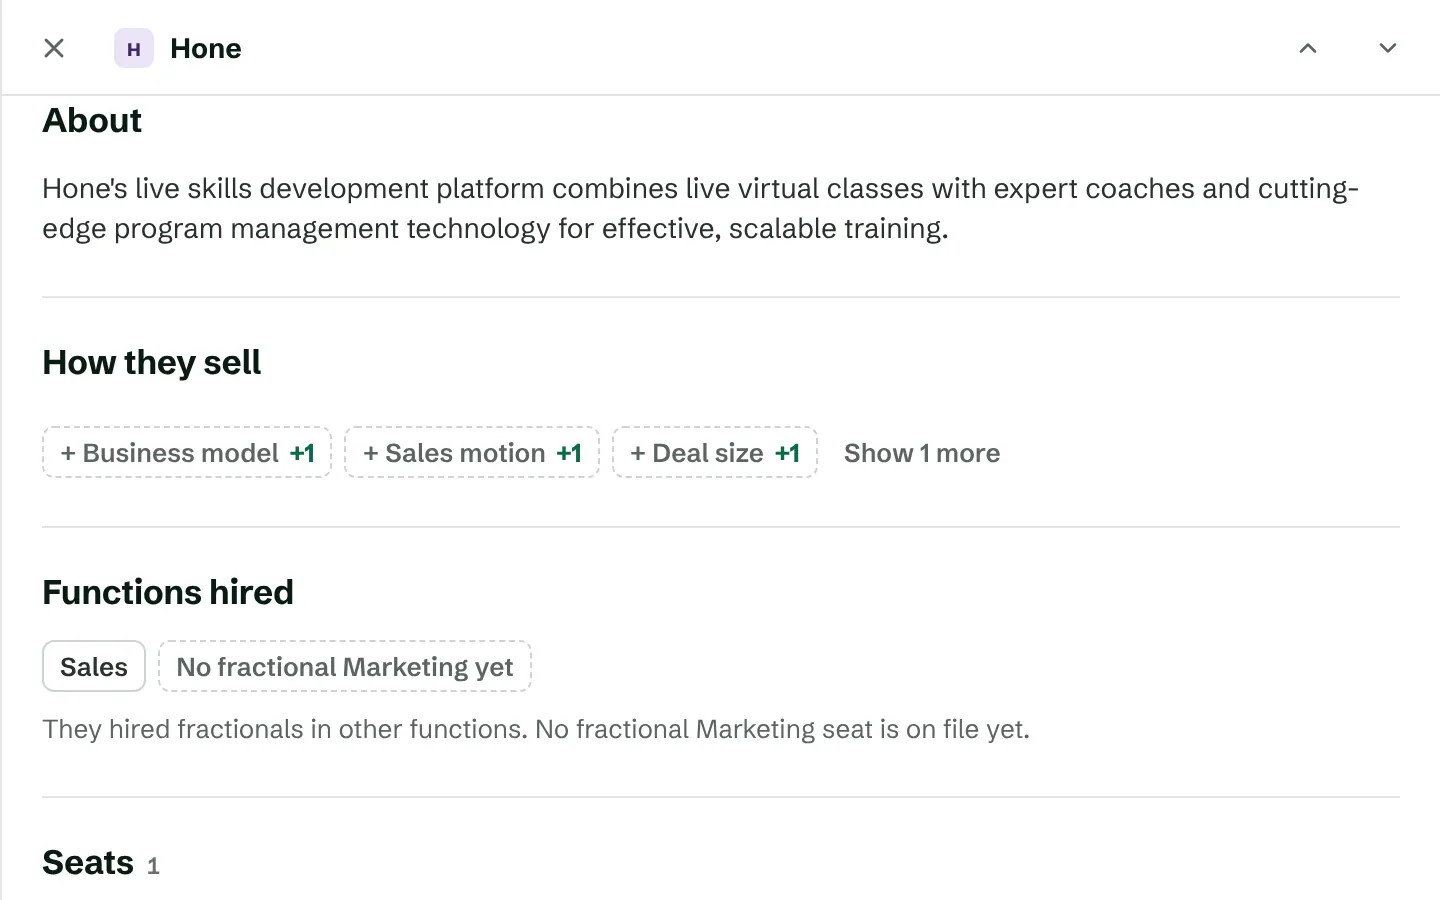 H Hone
About
Hone's live skills development platform combines live virtual classes with expert coaches and cutting-
edge program management technology for effective, scalable training.
How they sell
+ Business model +1 + Sales motion +1 + Deal size +1 Show 1 more
Functions hired
Sales No fractional Marketing yet
They hired fractionals in other functions. No fractional Marketing seat is on file yet.
Seats 1